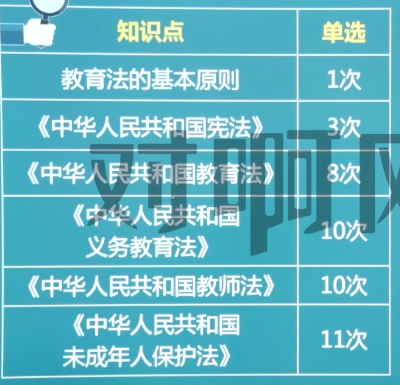 知识点 单选
教育法的基本原则 1次
《中华人民共和国宪法》 3次
《中华人民共和国教育法》 8次
《中华人民共和国
义务教育法》 10次
《中华人民共和国教师法》 10次
《中华人民共和国
未成年人保护法》 11次
对啊网